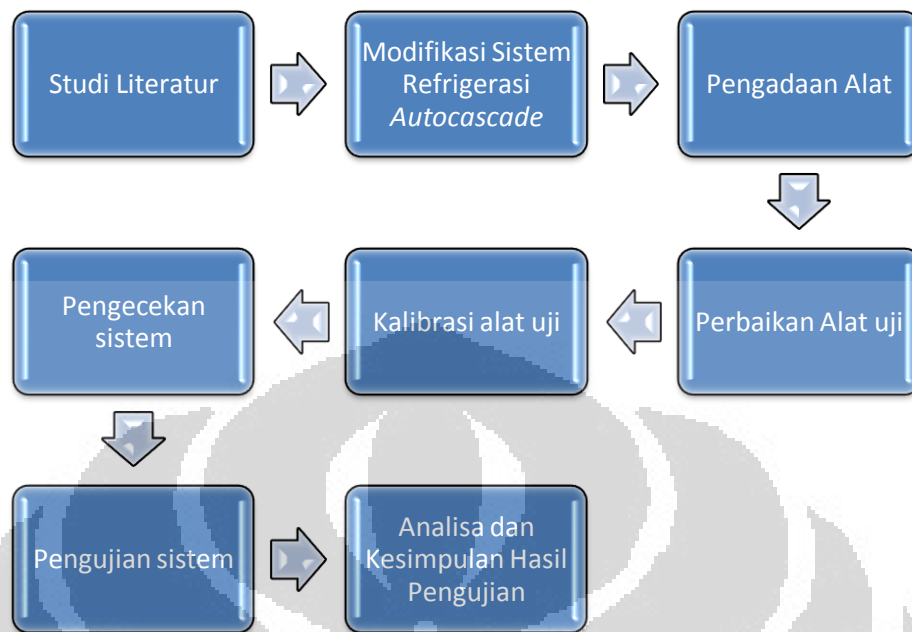 Studi Literatur
Modifikasi Sistem
Refrigerasi
Autocascade
Pengadaan Alat
Perbaikan Alat uji
Kalibrasi alat uji
Pengecekan
sistem
Pengujian sistem
Analisa dan
Kesimpulan Hasil
Pengujian